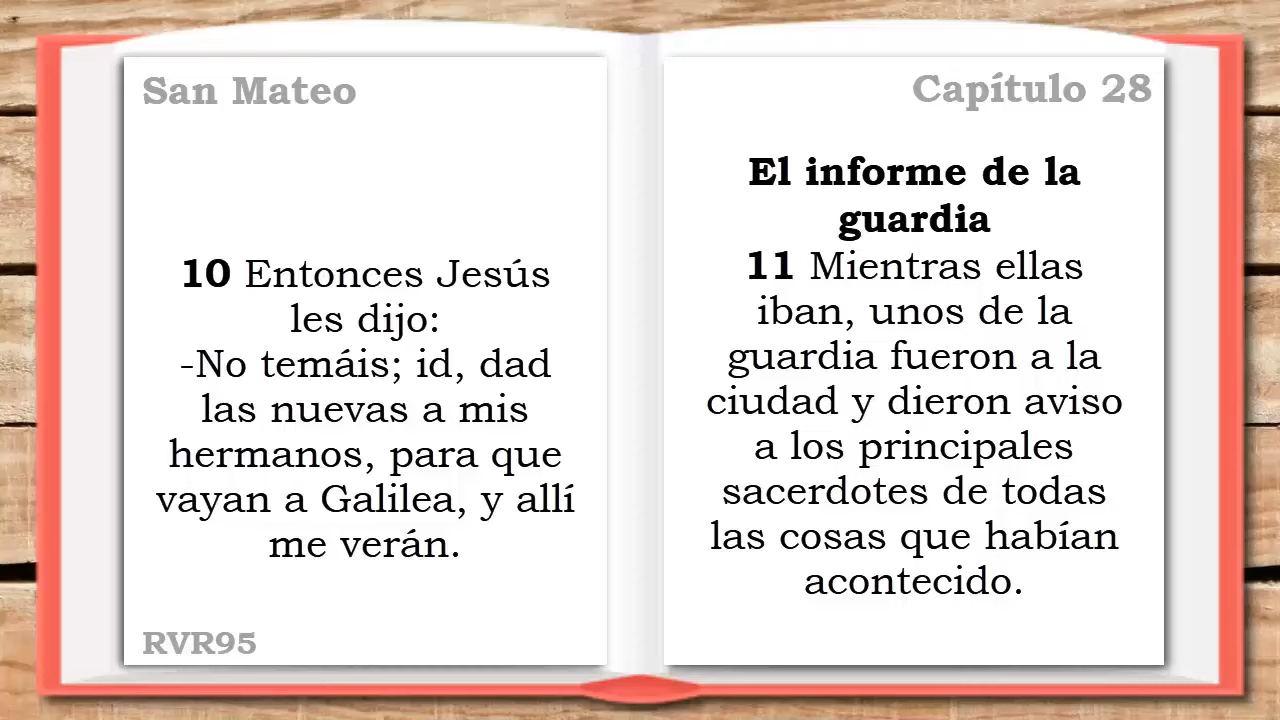 San Mateo
10 Entonces Jesús
les dijo:
-No temáis; id, dad
las nuevas a mis
hermanos, para que
vayan a Galilea, y allí
me verán.
RVR95
Capítulo 28
El informe de la
guardia
11 Mientras ellas
iban, unos de la
guardia fueron a la
ciudad y dieron aviso
a los principales
sacerdotes de todas
las cosas que habían
acontecido.